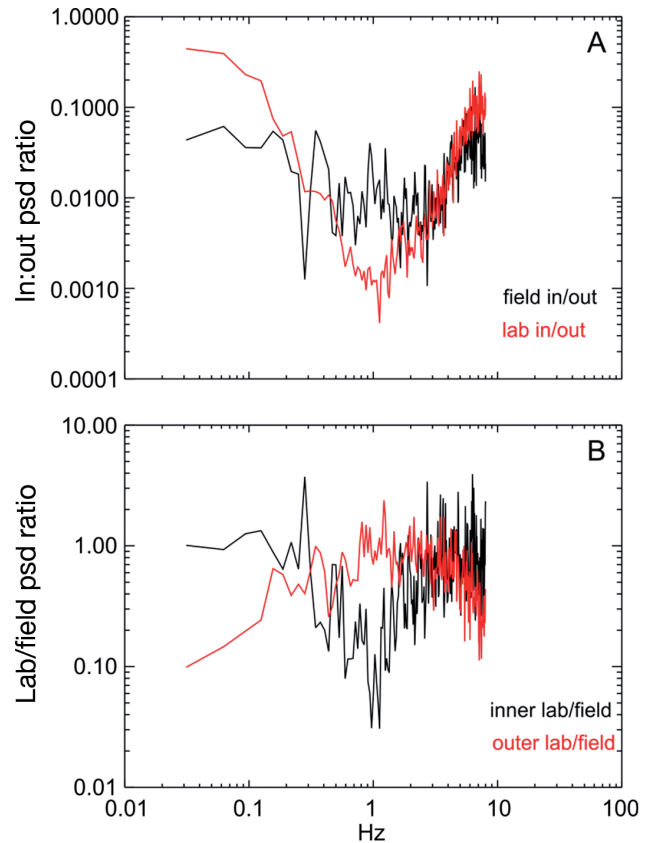 A
In:out psd ratio
1.0000
0.1000
0.0100
0.0010
0.0001
field in/out
lab in/out
B
Lab/field psd ratio
10.00
1.00
0.10
0.01
inner lab/field
outer lab/field
0.01 0.1 1 10 100
Hz